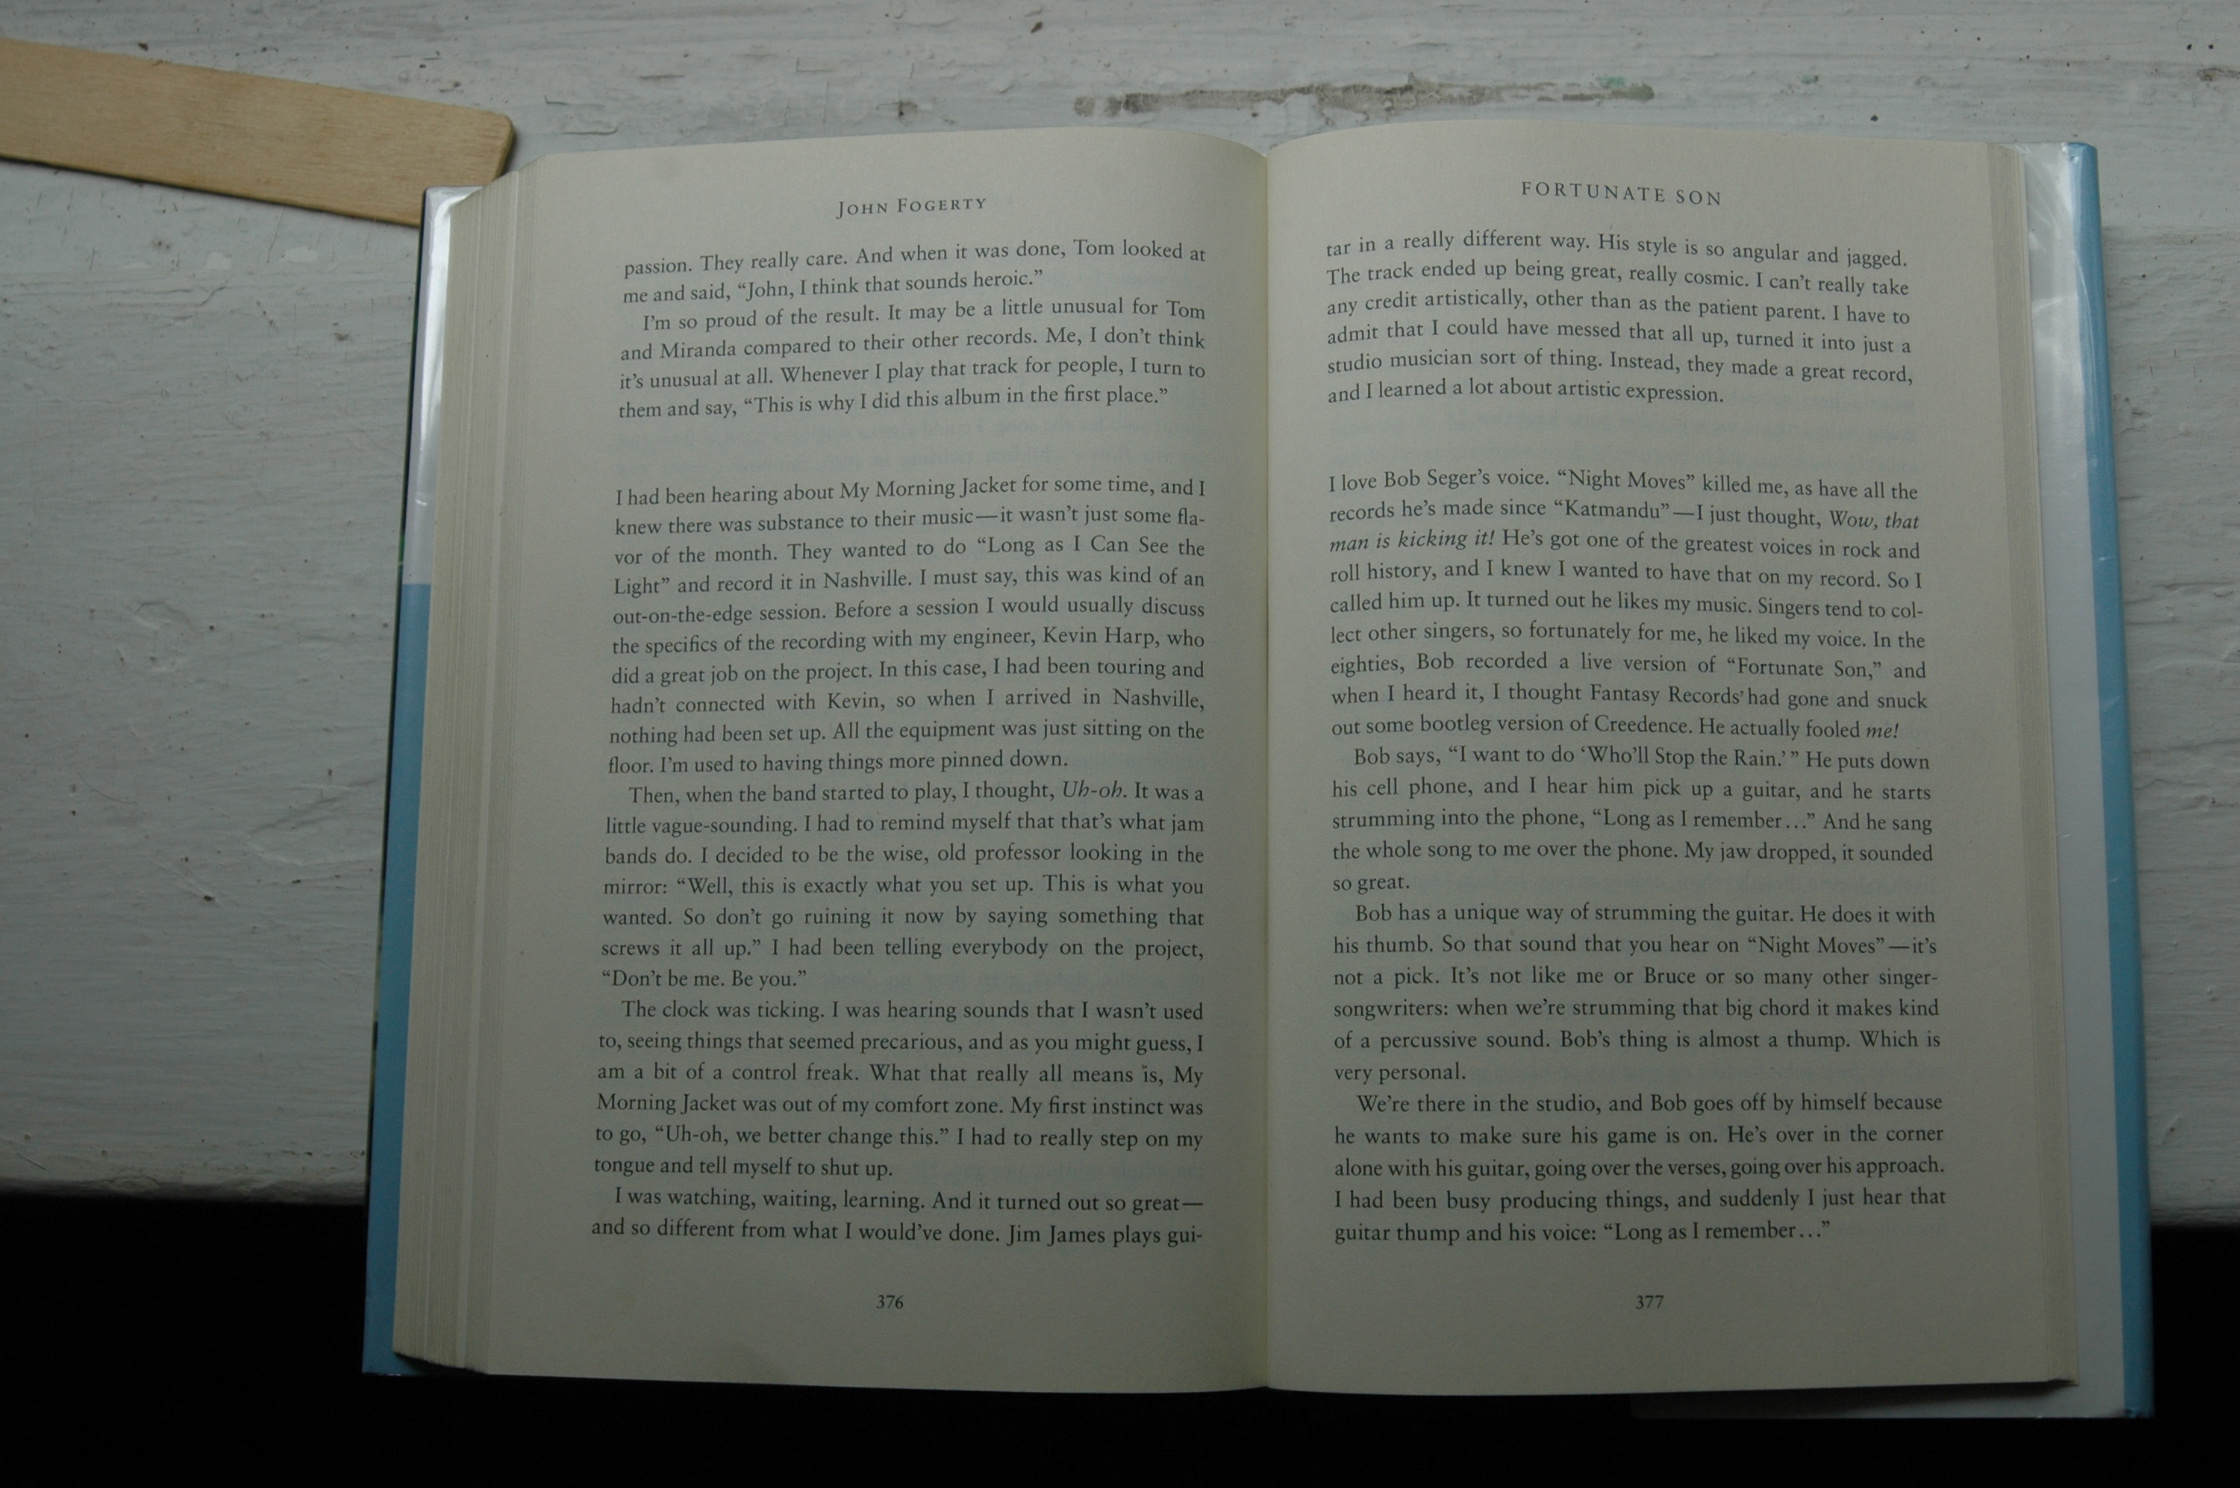 JOHN FOGERTY
passion. They really care. And when it was done, Tom looked at
me and said, “John, I think that sounds heroic.”
I’m so proud of the result. It may be a little unusual for Tom
and Miranda compared to their other records. Me, I don’t think
it’s unusual at all. Whenever I play that track for people, I turn to
them and say, “This is why I did this album in the first place.”
I had been hearing about My Morning Jacket for some time, and I
knew there was substance to their music—it wasn’t just some fla-
vor of the month. They wanted to do “Long as I Can See the
Light” and record it in Nashville. I must say, this was kind of an
out-on-the-edge session. Before a session I would usually discuss
the specifics of the recording with my engineer, Kevin Harp, who
did a great job on the project. In this case, I had been touring and
hadn’t connected with Kevin, so when I arrived in Nashville,
nothing had been set up. All the equipment was just sitting on the
floor. I’m used to having things more pinned down.
Then, when the band started to play, I thought, Uh-oh. It was a
little vague-sounding. I had to remind myself that that’s what jam
bands do. I decided to be the wise, old professor looking in the
mirror: “Well, this is exactly what you set up. This is what you
wanted. So don’t go ruining it now by saying something that
screws it all up.” I had been telling everybody on the project,
“Don’t be me. Be you.”
The clock was ticking. I was hearing sounds that I wasn’t used
to, seeing things that seemed precarious, and as you might guess, I
am a bit of a control freak. What that really all means is, My
Morning Jacket was out of my comfort zone. My first instinct was
to go, “Uh-oh, we better change this.” I had to really step on my
tongue and tell myself to shut up.
I was watching, waiting, learning. And it turned out so great—
and so different from what I would’ve done. Jim James plays gui-
376
FORTUNATE SON
tar in a really different way. His style is so angular and jagged.
The track ended up being great, really cosmic. I can’t really take
any credit artistically, other than as the patient parent. I have to
admit that I could have messed that all up, turned it into just a
studio musician sort of thing. Instead, they made a great record,
and I learned a lot about artistic expression.
I love Bob Seger’s voice. “Night Moves” killed me, as have all the
records he’s made since “Katmandu”—I just thought, Wow, that
man is kicking it! He’s got one of the greatest voices in rock and
roll history, and I knew I wanted to have that on my record. So I
called him up. It turned out he likes my music. Singers tend to col-
lect other singers, so fortunately for me, he liked my voice. In the
eighties, Bob recorded a live version of “Fortunate Son,” and
when I heard it, I thought Fantasy Records had gone and snuck
out some bootleg version of Creedence. He actually fooled me!
Bob says, “I want to do ‘Who’ll Stop the Rain.’ ” He puts down
his cell phone, and I hear him pick up a guitar, and he starts
strumming into the phone, “Long as I remember...” And he sang
the whole song to me over the phone. My jaw dropped, it sounded
so great.
Bob has a unique way of strumming the guitar. He does it with
his thumb. So that sound that you hear on “Night Moves”—it’s
not a pick. It’s not like me or Bruce or so many other singer-
songwriters: when we’re strumming that big chord it makes kind
of a percussive sound. Bob’s thing is almost a thump. Which is
very personal.
We’re there in the studio, and Bob goes off by himself because
he wants to make sure his game is on. He’s over in the corner
alone with his guitar, going over the verses, going over his approach.
I had been busy producing things, and suddenly I just hear that
guitar thump and his voice: “Long as I remember...”
377